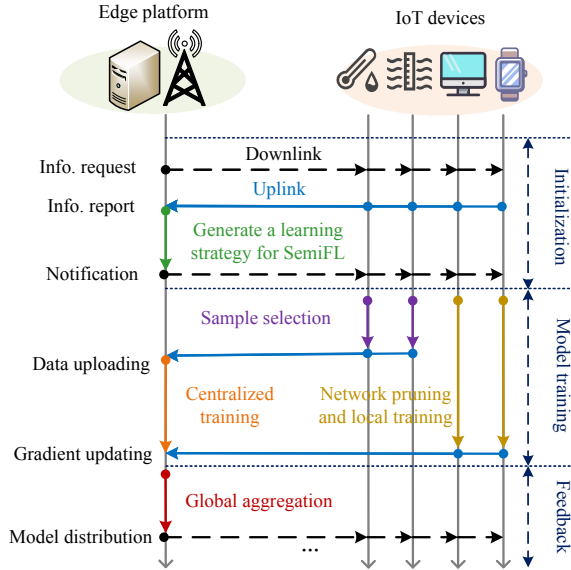 Edge platform
IoT devices
Info. request
Downlink
Info. report
Uplink
Generate a learning
strategy for SemiFL
Notification
Initialization
Sample selection
Data uploading
Centralized
training
Network pruning
and local training
Model training
Gradient updating
Global aggregation
Model distribution
...
Feedback